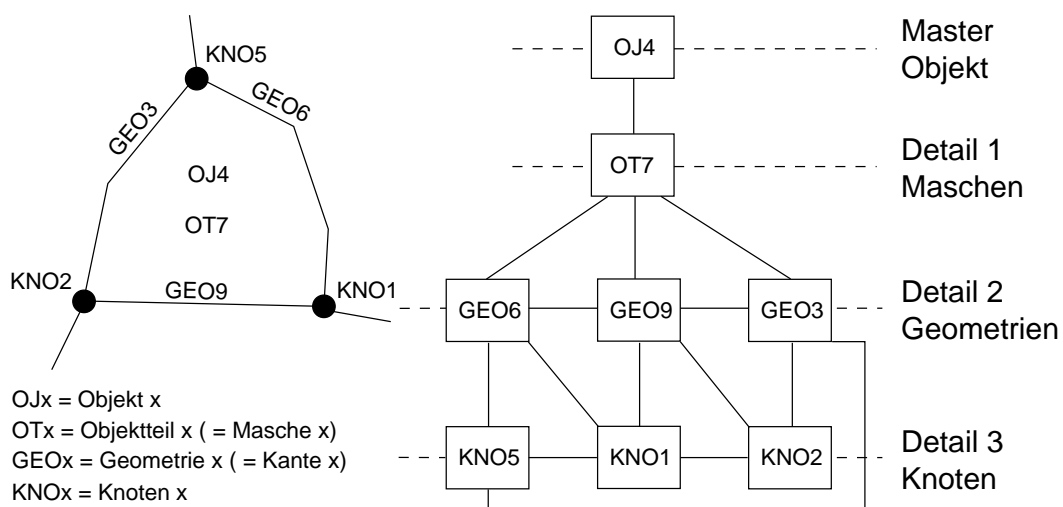 KNO5
GEO6
GEO3
OJ4
OT7
KNO2
GEO9
KNO1
OJx = Objekt x
OTx = Objektteil x ( = Masche x)
GEOx = Geometrie x ( = Kante x)
KNOx = Knoten x
OJ4
Master
Objekt
OT7
Detail 1
Maschen
GEO6
GEO9
GEO3
Detail 2
Geometrien
KNO5
KNO1
KNO2
Detail 3
Knoten